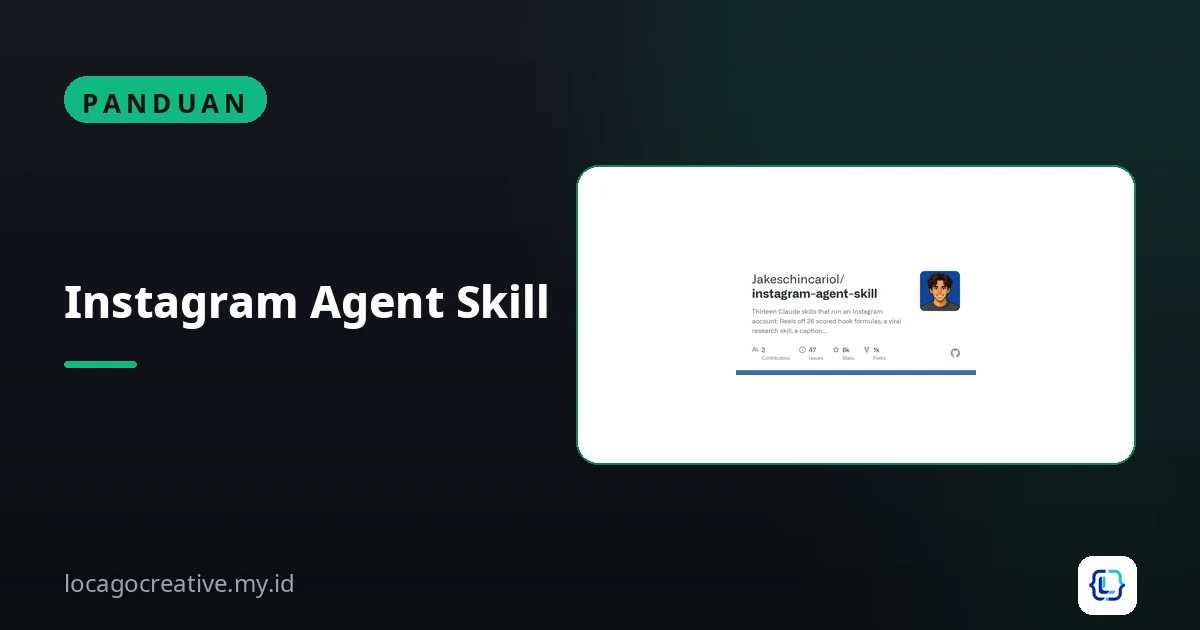 PANDUAN
Instagram Agent Skill
Jakeschincariol/
instagram-agent-skill
Thirteen Claude skills that run an Instagram
account: Reels off 26 scored hook formulas, a viral
research skill, a caption...
2
Contributors
47
Issues
8k
Stars
1k
Forks
locagocreative.my.id